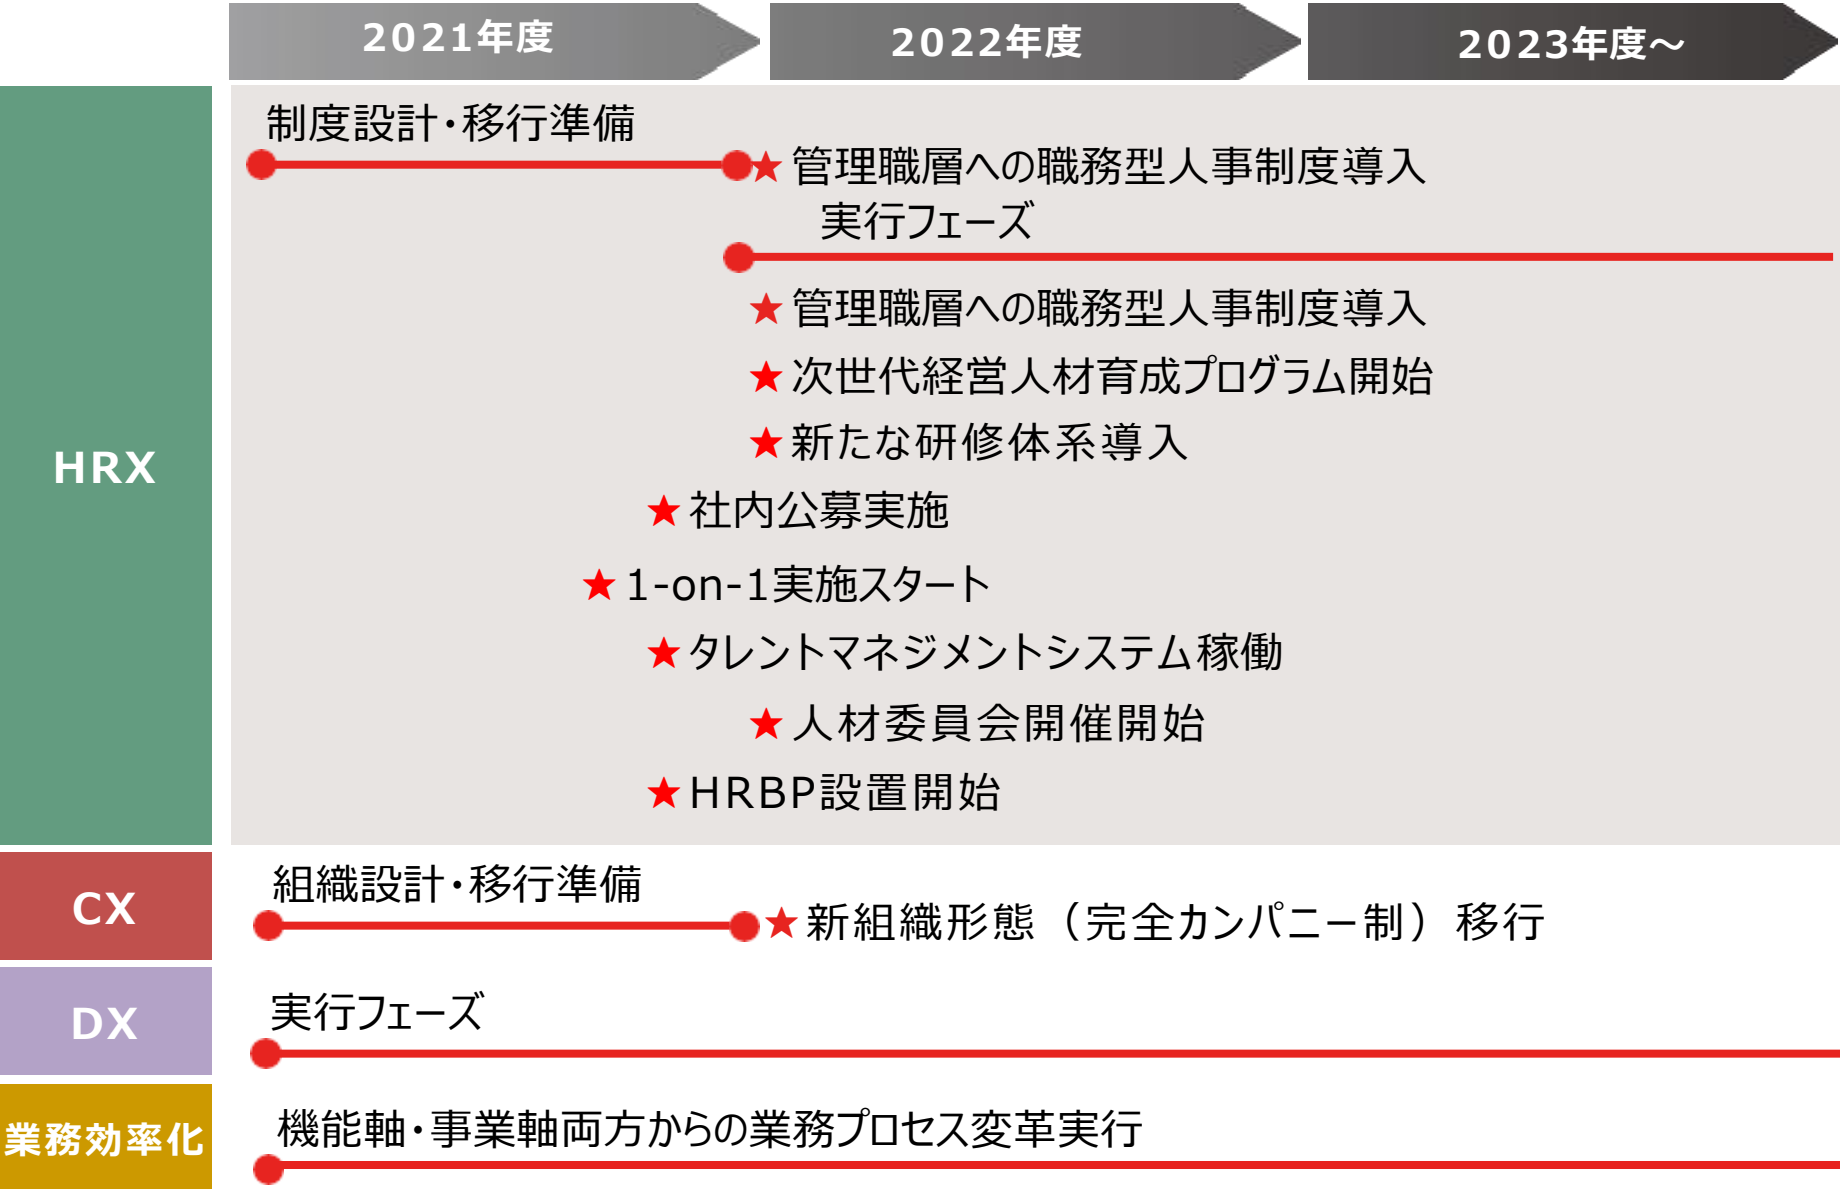 2021年度
2022年度
2023年度～
HRX
制度設計・移行準備
★管理職層への職務型人事制度導入
実行フェーズ
★管理職層への職務型人事制度導入
★次世代経営人材育成プログラム開始
★新たな研修体系導入
★社内公募実施
★1-on-1実施スタート
★タレントマネジメントシステム稼働
★人材委員会開催開始
★HRBP設置開始
CX
組織設計・移行準備
★新組織形態（完全カンパニー制）移行
DX
実行フェーズ
業務効率化
機能軸・事業軸両方からの業務プロセス変革実行